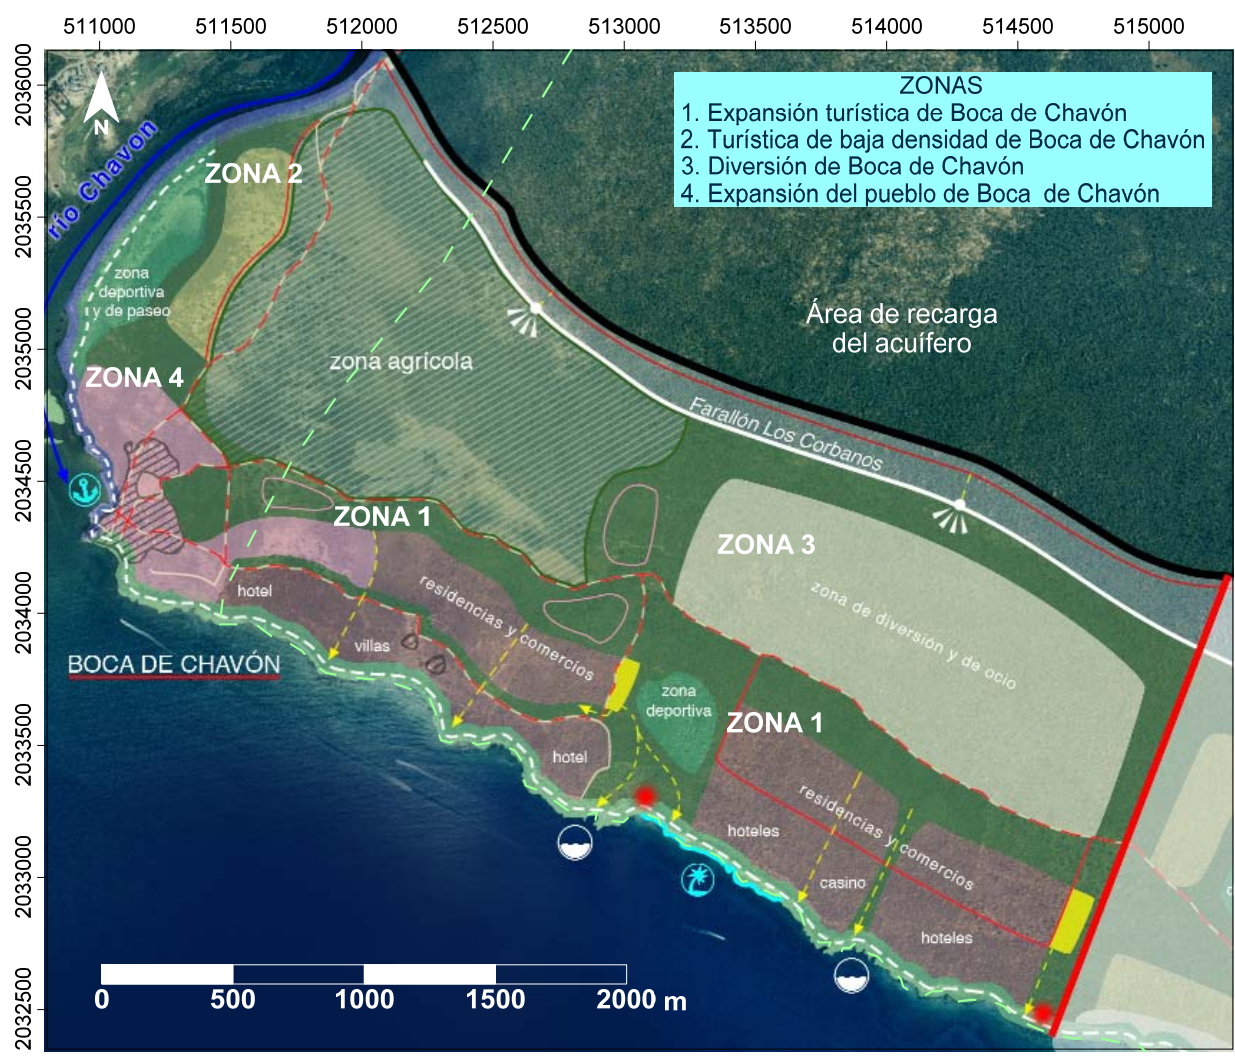 511000 511500 512000 512500 513000 513500 514000 514500 515000
2036000
2035500
2035000
2034500
2034000
2033500
2033000
2032500
N
ZONAS
1. Expansión turística de Boca de Chavón
2. Turística de baja densidad de Boca de Chavón
3. Diversión de Boca de Chavón
4. Expansión del pueblo de Boca de Chavón
río Chavon
ZONA 2
zona
deportiva
y de paseo
Área de recarga
del acuífero
zona agrícola
ZONA 4
Farallón Los Corbanos
ZONA 1
ZONA 3
hotel
residencias y comercios
zona de diversión y de ocio
villas
BOCA DE CHAVÓN
zona
deportiva
ZONA 1
hotel
residencias y comercios
hoteles
casino
hoteles
0 500 1000 1500 2000 m